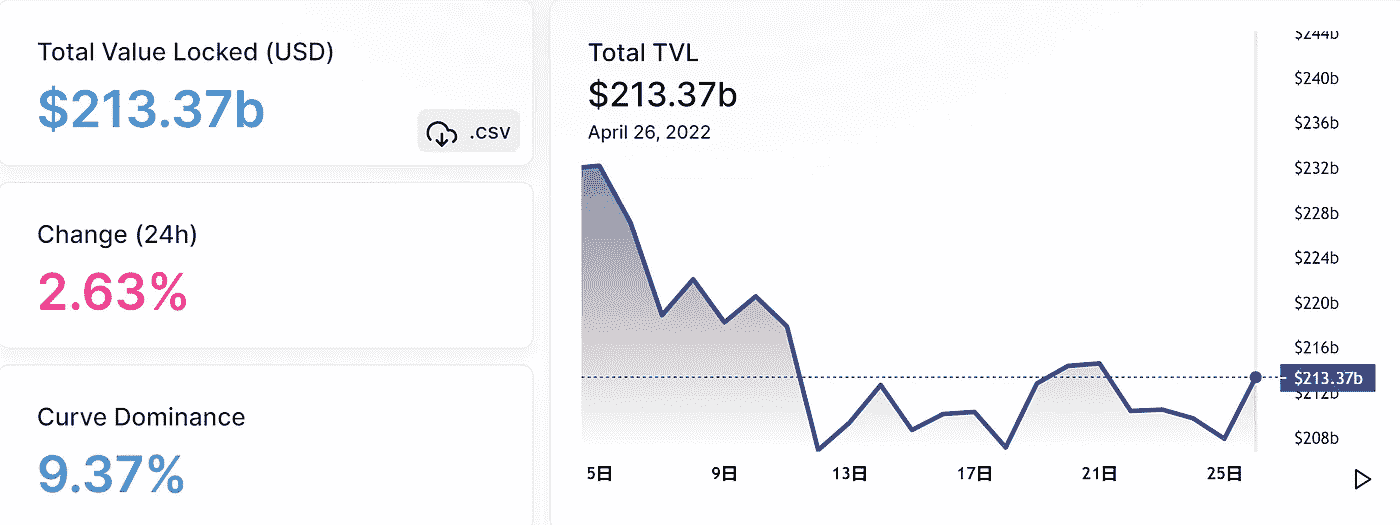 Total Value Locked (USD)
$213.37b
.csv
Change (24h)
2.63%
Curve Dominance
9.37%
Total TVL
$213.37b
April 26, 2022
$244b
$240b
$236b
$232b
$228b
$224b
$220b
$216b
$213.37b
$212b
$208b
5日 9日 13日 17日 21日 25日